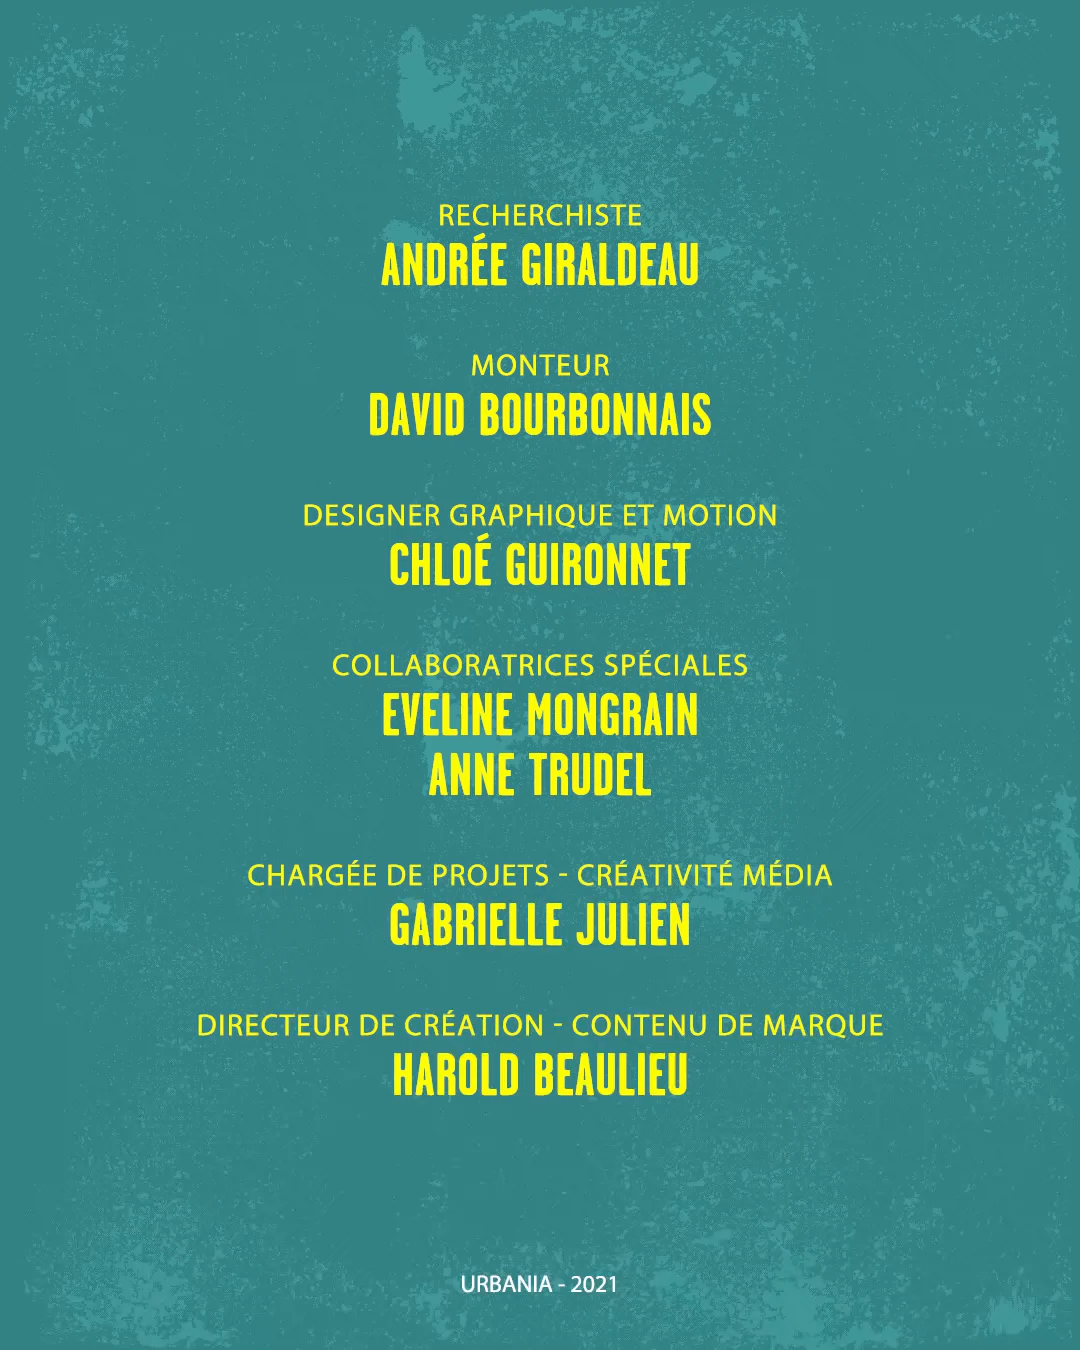 RECHERCHISTE
ANDRÉE GIRALDEAU
MONTEUR
DAVID BOURBONNAIS
DESIGNER GRAPHIQUE ET MOTION
CHLOÉ GUIRONNET
COLLABORATRICES SPÉCIALES
EVELINE MONGRAIN
ANNE TRUDEL
CHARGÉE DE PROJETS - CRÉATIVITÉ MÉDIA
GABRIELLE JULIEN
DIRECTEUR DE CRÉATION - CONTENU DE MARQUE
HAROLD BEAULIEU
URBANIA - 2021